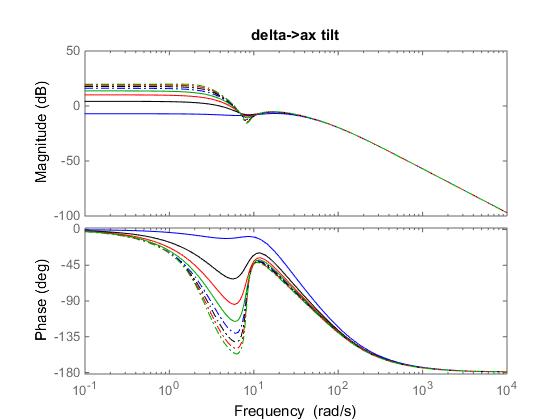 delta->ax tilt
50
0
-50
-100
Magnitude (dB)
0
-45
-90
-135
-180
Phase (deg)
10^-1 10^0 10^1 10^2 10^3 10^4
Frequency (rad/s)